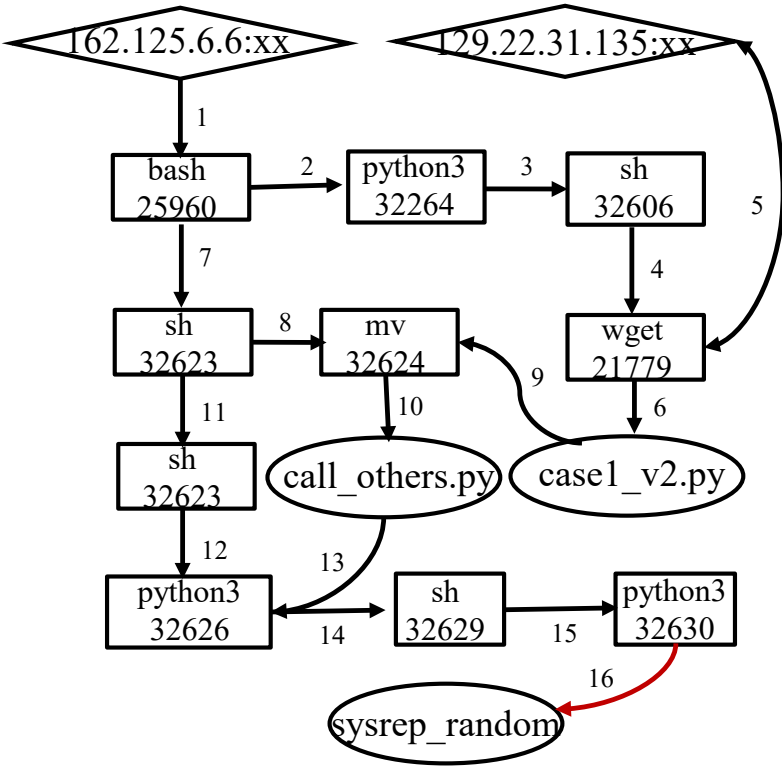 162.125.6.6:xx
129.22.31.135:xx
1
bash
25960
2
python3
32264
3
sh
32606
5
7
4
sh
32623
8
mv
32624
wget
21779
9
11
10
6
sh
32623
call_others.py
case1_v2.py
12
13
python3
32626
14
sh
32629
15
python3
32630
16
sysrep_random